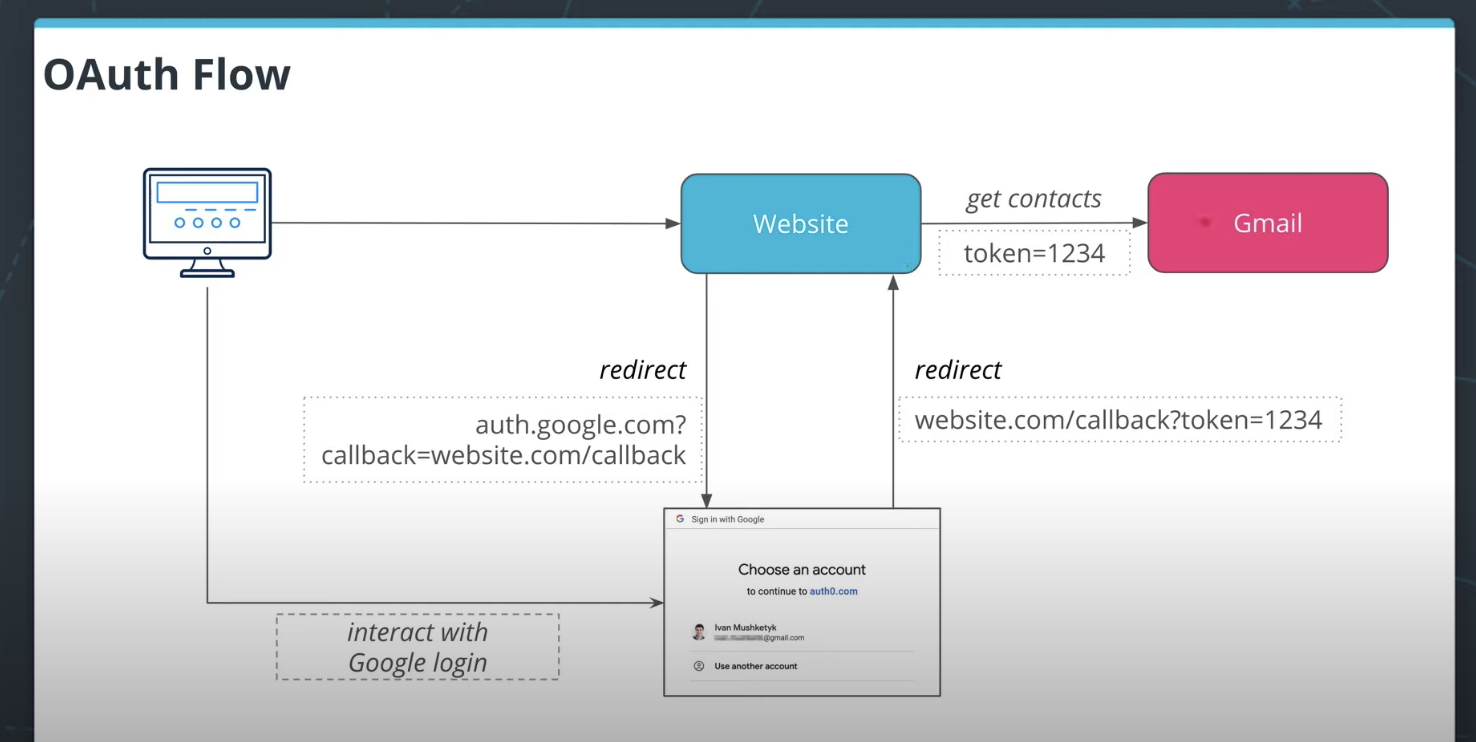 OAuth Flow
Website
get contacts
token=1234
Gmail
redirect
auth.google.com?
callback=website.com/callback
redirect
website.com/callback?token=1234
interact with
Google login
G Sign in with Google
Choose an account
to continue to auth0.com
Ivan Mushketyk
@gmail.com
Use another account